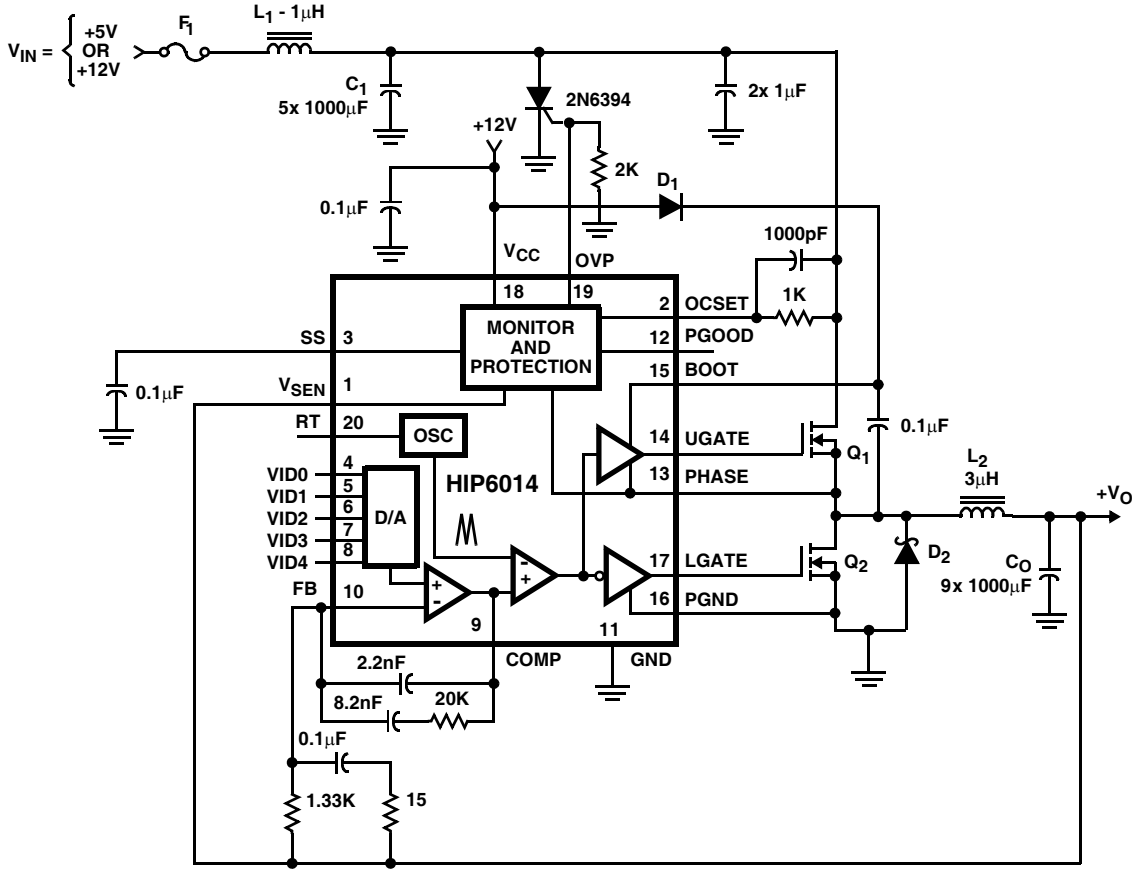 F1
L1 - 1µH
VIN =
+5V
OR
+12V
C1
5x 1000µF
2N6394
2x 1µF
+12V
2K
D1
0.1µF
1000pF
VCC
OVP
18
19
2
OCSET
1K
MONITOR
AND
PROTECTION
SS
3
12
PGOOD
15
BOOT
0.1µF
VSEN
1
RT
20
OSC
14
UGATE
0.1µF
Q1
13
PHASE
L2
3µH
+VO
VID0
4
VID1
5
VID2
6
VID3
7
VID4
8
D/A
HIP6014
-
+
17
LGATE
Q2
D2
CO
9x 1000µF
FB
10
+
-
16
PGND
9
11
COMP
GND
2.2nF
8.2nF
20K
0.1µF
1.33K
15